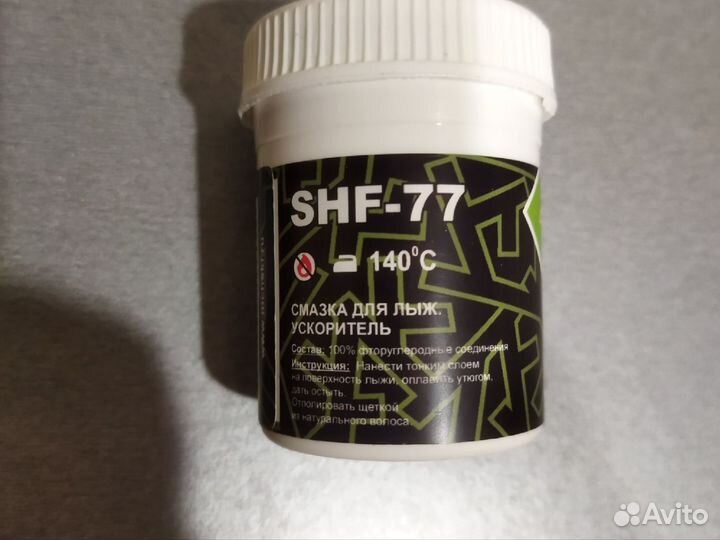 SHF-77
140°C
СМАЗКА ДЛЯ ЛЫЖ.
УСКОРИТЕЛЬ
Состав: 100% фторуглеродные соединения
Инструкция: Нанести тонким слоем
на поверхность лыжи, оплавить утюгом,
дать остыть.
Отполировать щеткой
из натурального волоса.
Avito